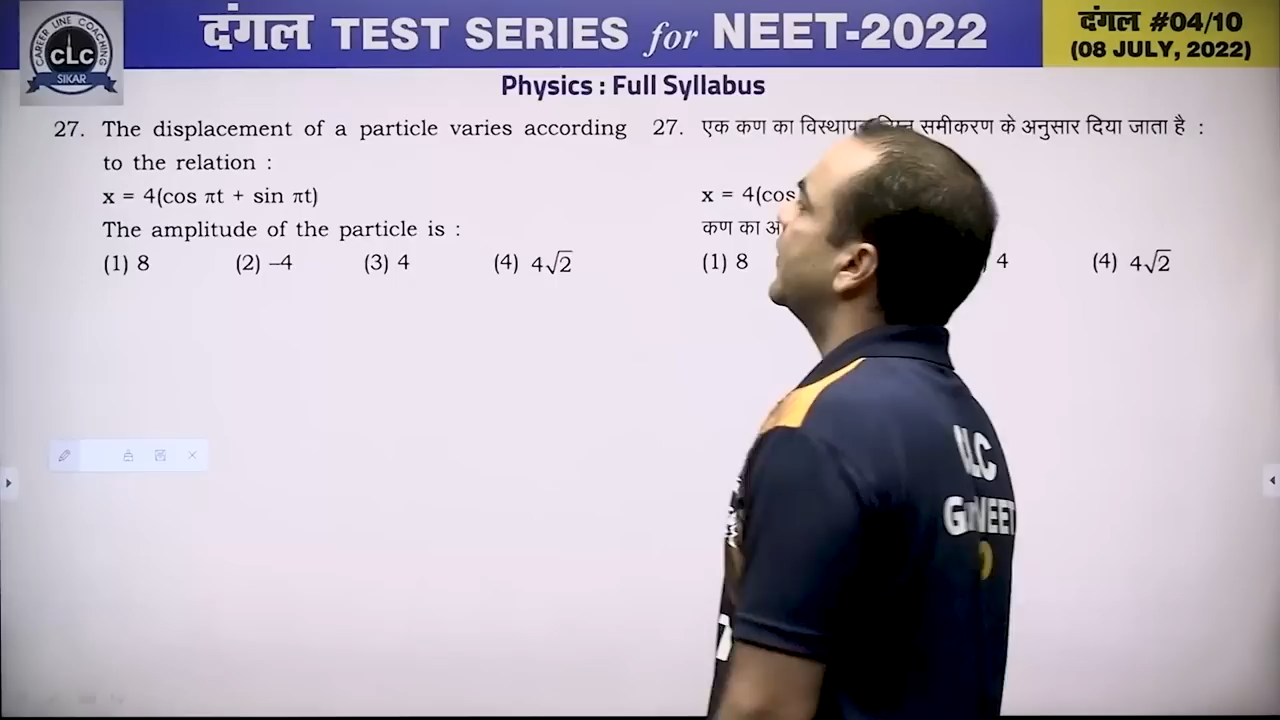 दंगल TEST SERIES for NEET-2022
दंगल #04/10
(08 JULY, 2022)
CAREER LINE COACHING
CLC
SIKAR
Physics : Full Syllabus
27. The displacement of a particle varies according
to the relation :
x = 4(cos πt + sin πt)
The amplitude of the particle is :
(1) 8 (2) –4 (3) 4 (4) 4√2
27. एक कण का समीकरण के अनुसार दिया जाता है :
x = 4(cos
कण का
(1) 8 4 (4) 4√2
CLC